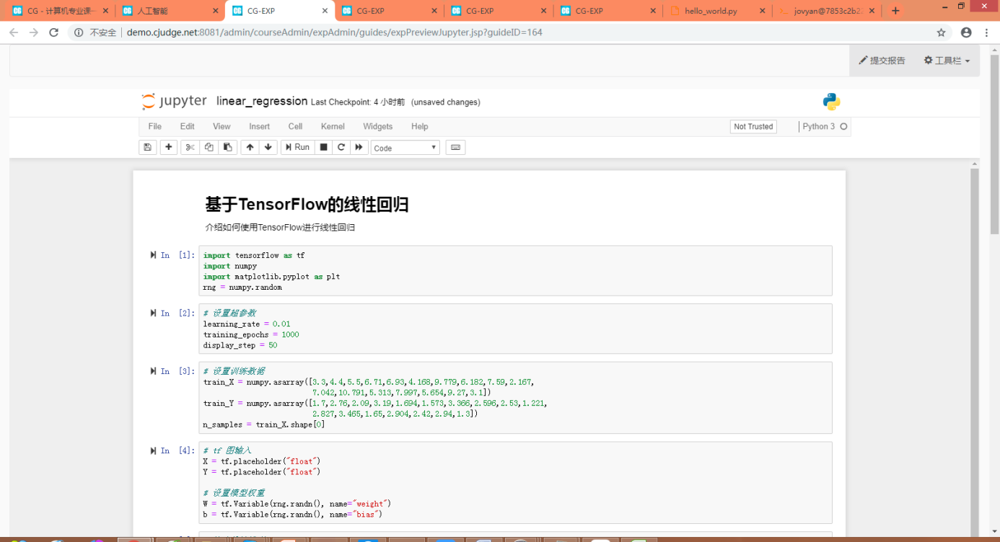 CG - 计算机专业课一
人工智能
CG-EXP
CG-EXP
CG-EXP
CG-EXP
hello_world.py
jovyan@7853c2b2
不安全 | demo.cjudge.net:8081/admin/courseAdmin/expAdmin/guides/expPreviewJupyter.jsp?guideID=164
提交报告
工具栏
jupyter linear_regression Last Checkpoint: 4 小时前 (unsaved changes)
File Edit View Insert Cell Kernel Widgets Help
Not Trusted
Python 3
Run
Code
基于TensorFlow的线性回归
介绍如何使用TensorFlow进行线性回归
In [1]:
import tensorflow as tf
import numpy
import matplotlib.pyplot as plt
rng = numpy.random
In [2]:
# 设置超参数
learning_rate = 0.01
training_epochs = 1000
display_step = 50
In [3]:
# 设置训练数据
train_X = numpy.asarray([3.3,4.4,5.5,6.71,6.93,4.168,9.779,6.182,7.59,2.167,
7.042,10.791,5.313,7.997,5.654,9.27,3.1])
train_Y = numpy.asarray([1.7,2.76,2.09,3.19,1.694,1.573,3.366,2.596,2.53,1.221,
2.827,3.465,1.65,2.904,2.42,2.94,1.3])
n_samples = train_X.shape[0]
In [4]:
# tf 图输入
X = tf.placeholder("float")
Y = tf.placeholder("float")
# 设置模型权重
W = tf.Variable(rng.randn(), name="weight")
b = tf.Variable(rng.randn(), name="bias")